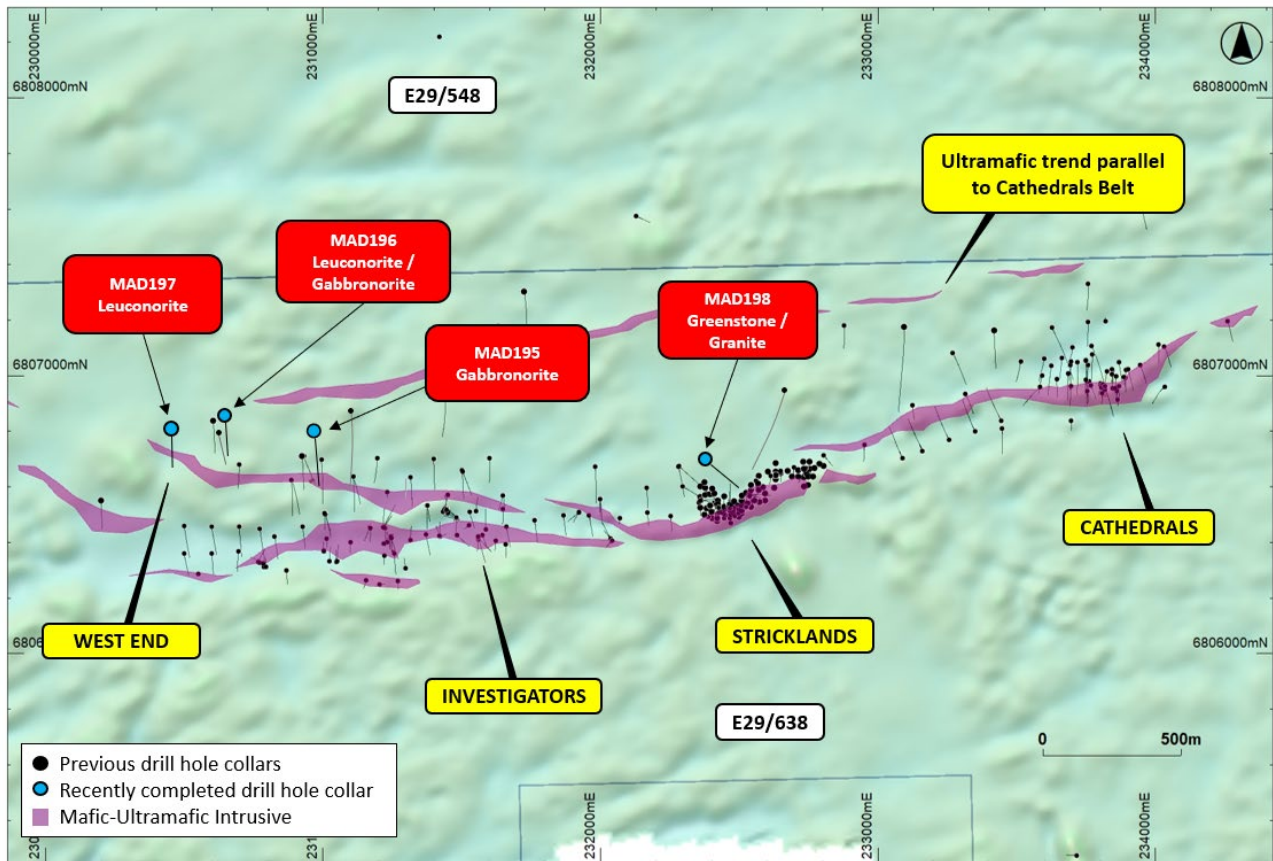 230000mE
231000mE
232000mE
233000mE
234000mE
6808000mN
6808000mN
E29/548
Ultramafic trend parallel
to Cathedrals Belt
MAD196
Leuconorite /
Gabbronorite
MAD197
Leuconorite
MAD198
Greenstone /
Granite
MAD195
Gabbronorite
6807000mN
6807000mN
CATHEDRALS
WEST END
STRICKLANDS
6806000mN
INVESTIGATORS
E29/638
0
500m
Previous drill hole collars
Recently completed drill hole collar
Mafic-Ultramafic Intrusive
232000mE
233000mE
234000mE